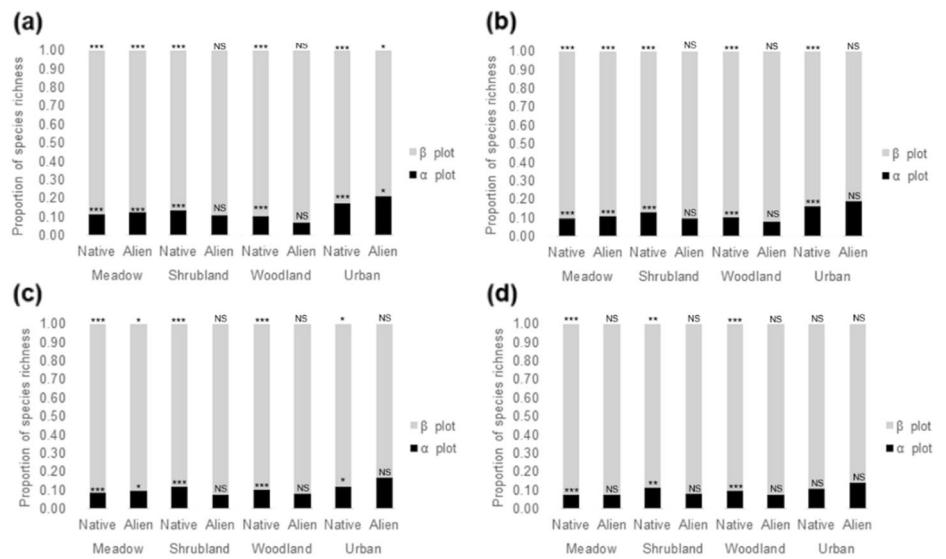 (a)
*** *** *** NS *** NS *** *
1.00
0.90
0.80
0.70
0.60
0.50
0.40
0.30
0.20
0.10
0.00
Proportion of species richness
*** *** *** NS *** NS *** *
Native Alien Native Alien Native Alien Native Alien
Meadow Shrubland Woodland Urban
β plot
α plot
(b)
*** *** *** NS *** NS *** NS
1.00
0.90
0.80
0.70
0.60
0.50
0.40
0.30
0.20
0.10
0.00
Proportion of species richness
*** *** *** NS *** NS *** NS
Native Alien Native Alien Native Alien Native Alien
Meadow Shrubland Woodland Urban
β plot
α plot
(c)
*** * *** NS *** NS * NS
1.00
0.90
0.80
0.70
0.60
0.50
0.40
0.30
0.20
0.10
0.00
Proportion of species richness
*** * *** NS *** NS * NS
Native Alien Native Alien Native Alien Native Alien
Meadow Shrubland Woodland Urban
β plot
α plot
(d)
*** NS ** NS *** NS NS NS
1.00
0.90
0.80
0.70
0.60
0.50
0.40
0.30
0.20
0.10
0.00
Proportion of species richness
*** NS ** NS *** NS NS NS
Native Alien Native Alien Native Alien Native Alien
Meadow Shrubland Woodland Urban
β plot
α plot